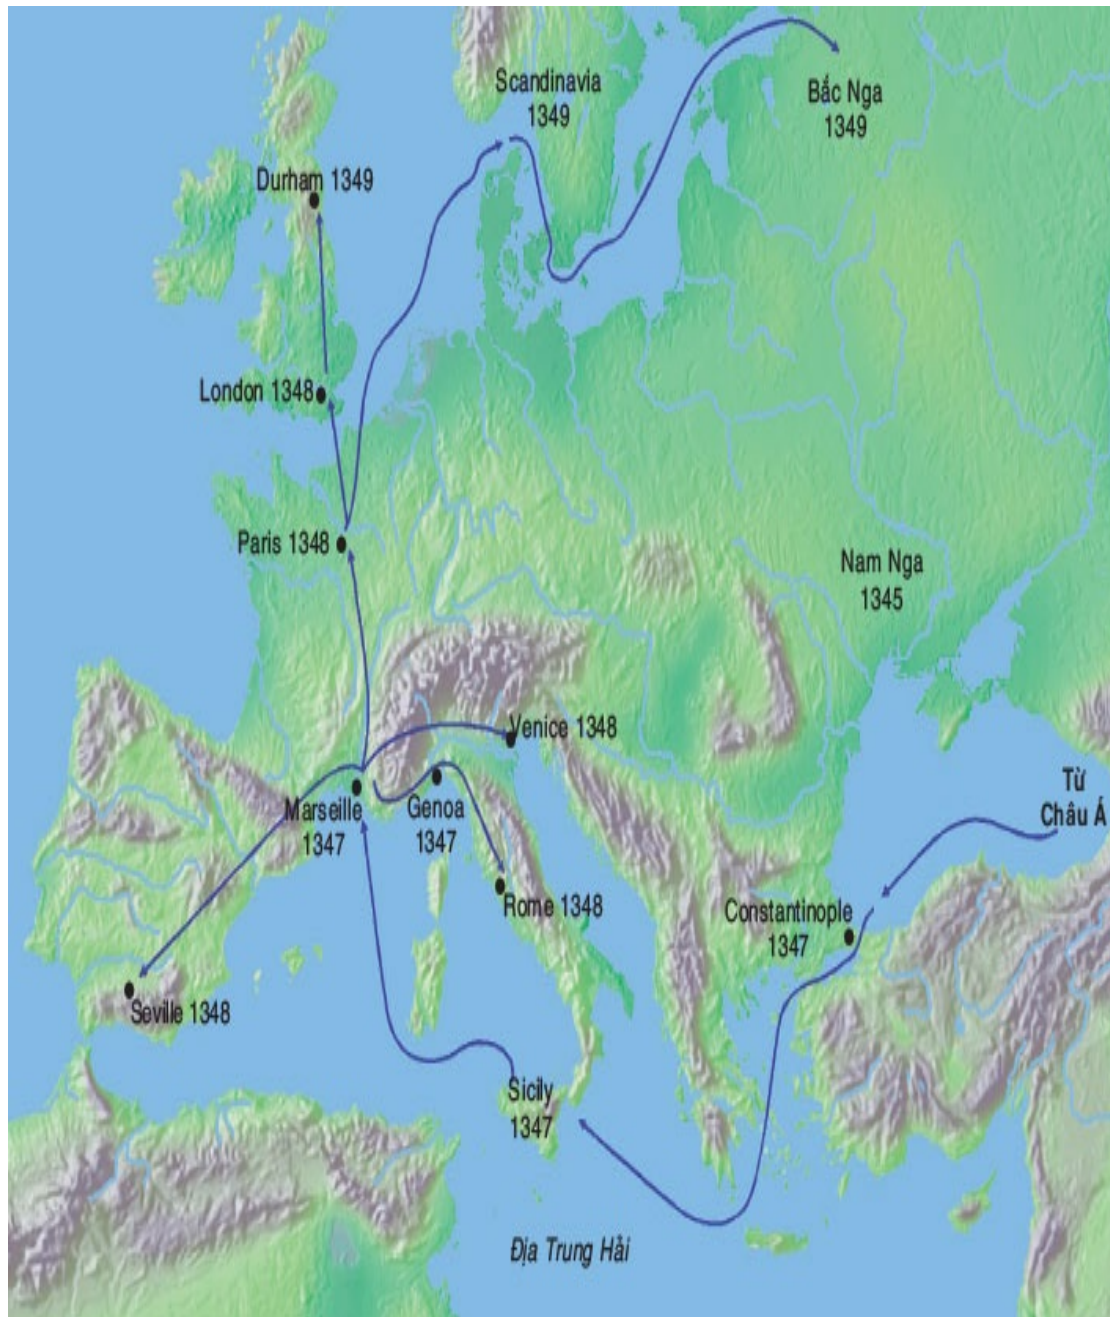 Scandinavia
1349
Bắc Nga
1349
Durham 1349
London 1348
Paris 1348
Nam Nga
1345
Venice 1348
Marseille
1347
Genoa
1347
Từ
Châu Á
Rome 1348
Constantinople
1347
Seville 1348
Sicily
1347
Địa Trung Hải